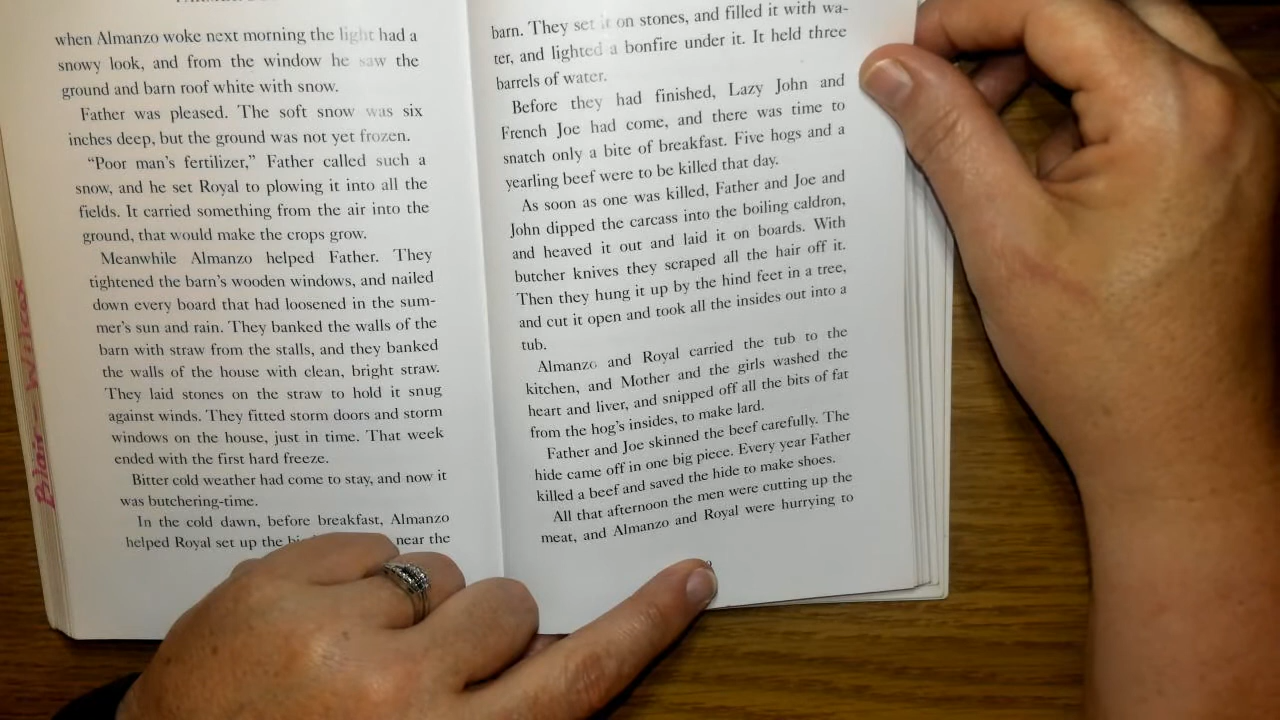 when Almanzo woke next morning the light had a
snowy look, and from the window he saw the
ground and barn roof white with snow.
Father was pleased. The soft snow was six
inches deep, but the ground was not yet frozen.
“Poor man’s fertilizer,” Father called such a
snow, and he set Royal to plowing it into all the
fields. It carried something from the air into the
ground, that would make the crops grow.
Meanwhile Almanzo helped Father. They
tightened the barn’s wooden windows, and nailed
down every board that had loosened in the sum-
mer’s sun and rain. They banked the walls of the
barn with straw from the stalls, and they banked
the walls of the house with clean, bright straw.
They laid stones on the straw to hold it snug
against winds. They fitted storm doors and storm
windows on the house, just in time. That week
ended with the first hard freeze.
Bitter cold weather had come to stay, and now it
was butchering-time.
In the cold dawn, before breakfast, Almanzo
helped Royal set up the near the
barn. They set it on stones, and filled it with wa-
ter, and lighted a bonfire under it. It held three
barrels of water.
Before they had finished, Lazy John and
French Joe had come, and there was time to
snatch only a bite of breakfast. Five hogs and a
yearling beef were to be killed that day.
As soon as one was killed, Father and Joe and
John dipped the carcass into the boiling caldron,
and heaved it out and laid it on boards. With
butcher knives they scraped all the hair off it.
Then they hung it up by the hind feet in a tree,
and cut it open and took all the insides out into a
tub.
Almanzo and Royal carried the tub to the
kitchen, and Mother and the girls washed the
heart and liver, and snipped off all the bits of fat
from the hog’s insides, to make lard.
Father and Joe skinned the beef carefully. The
hide came off in one big piece. Every year Father
killed a beef and saved the hide to make shoes.
All that afternoon the men were cutting up the
meat, and Almanzo and Royal were hurrying to
Blair - Wilcox